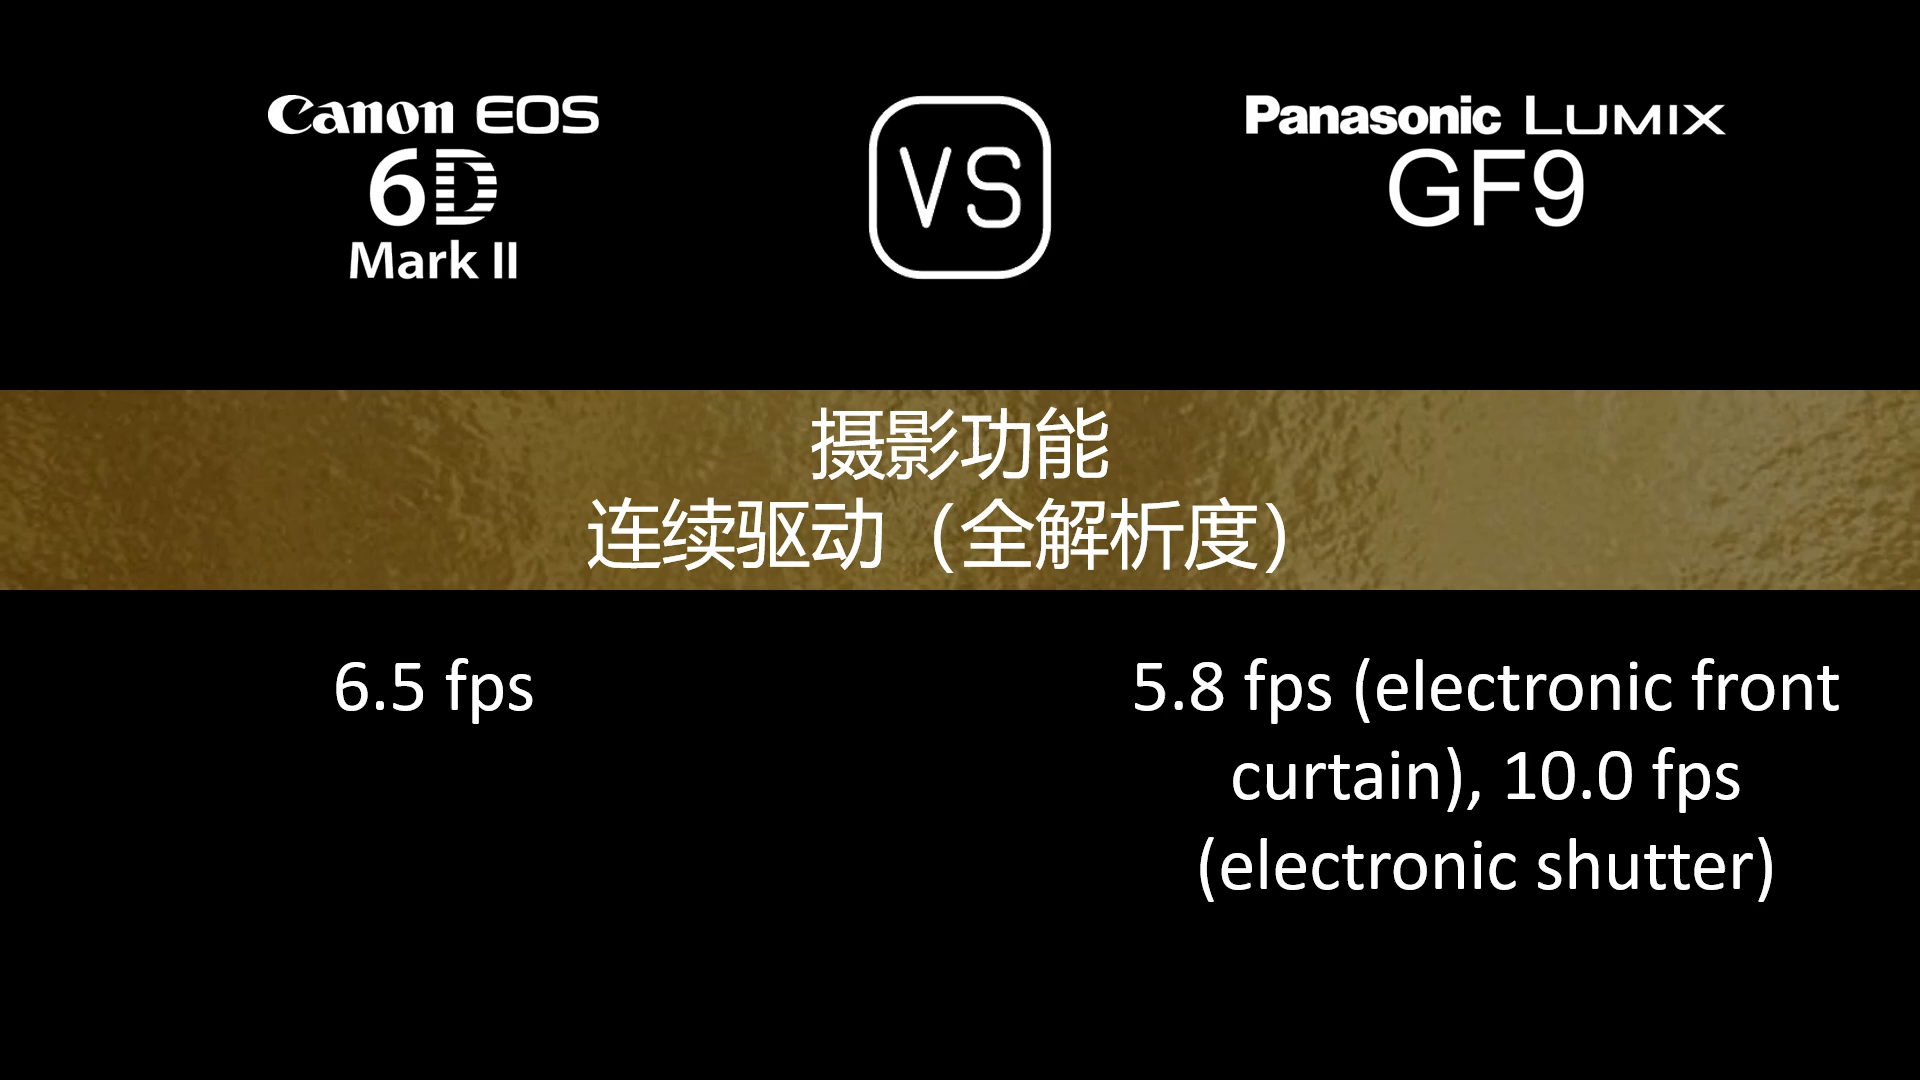 Canon EOS
6D
Mark II
VS
Panasonic LUMIX
GF9
摄影功能
连续驱动（全解析度）
6.5 fps
5.8 fps (electronic front
curtain), 10.0 fps
(electronic shutter)